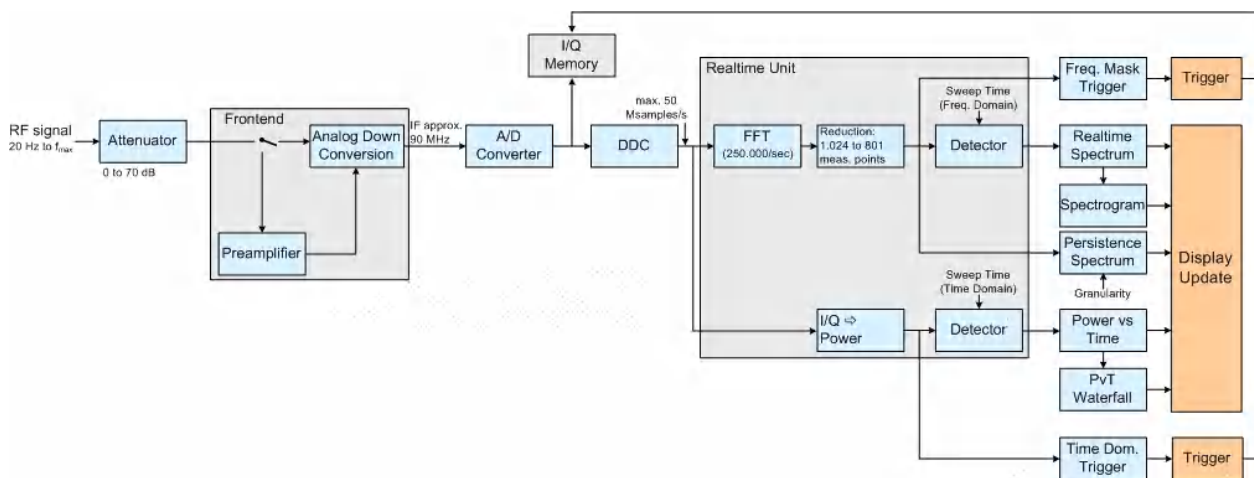 I/Q
Memory
Realtime Unit
Freq. Mask
Trigger
Trigger
RF signal
20 Hz to fmax
Attenuator
0 to 70 dB
Frontend
Analog Down
Conversion
Preamplifier
IF approx.
90 MHz
A/D
Converter
DDC
max. 50
Msamples/s
FFT
(250.000/sec)
Reduction:
1.024 to 801
meas. points
Sweep Time
(Freq. Domain)
Detector
Realtime
Spectrum
Spectrogram
Persistence
Spectrum
Granularity
Display
Update
Sweep Time
(Time Domain)
I/Q ⇨
Power
Detector
Power vs
Time
PvT
Waterfall
Time Dom.
Trigger
Trigger